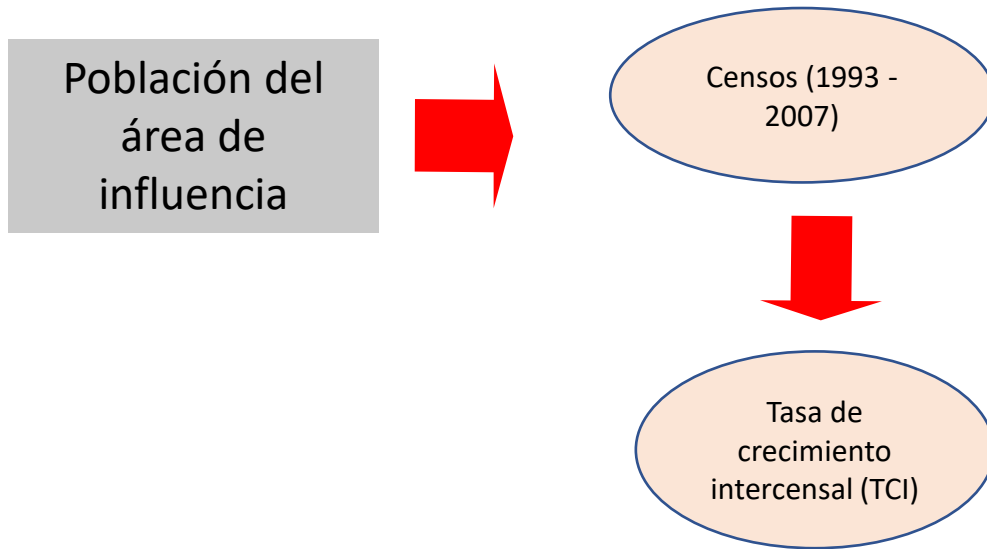 Población del
área de
influencia
Censos (1993 -
2007)
Tasa de
crecimiento
intercensal (TCI)